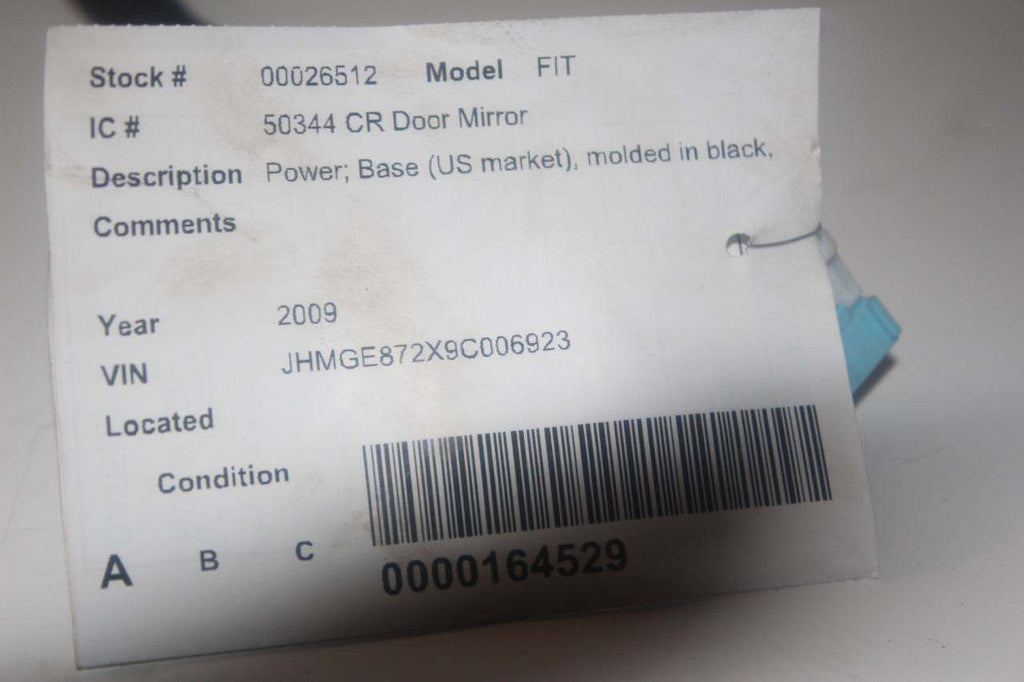 Stock # 00026512 Model FIT
IC # 50344 CR Door Mirror
Description Power; Base (US market), molded in black,
Comments
Year 2009
VIN JHMGE872X9C006923
Located
Condition
A B C
0000164529